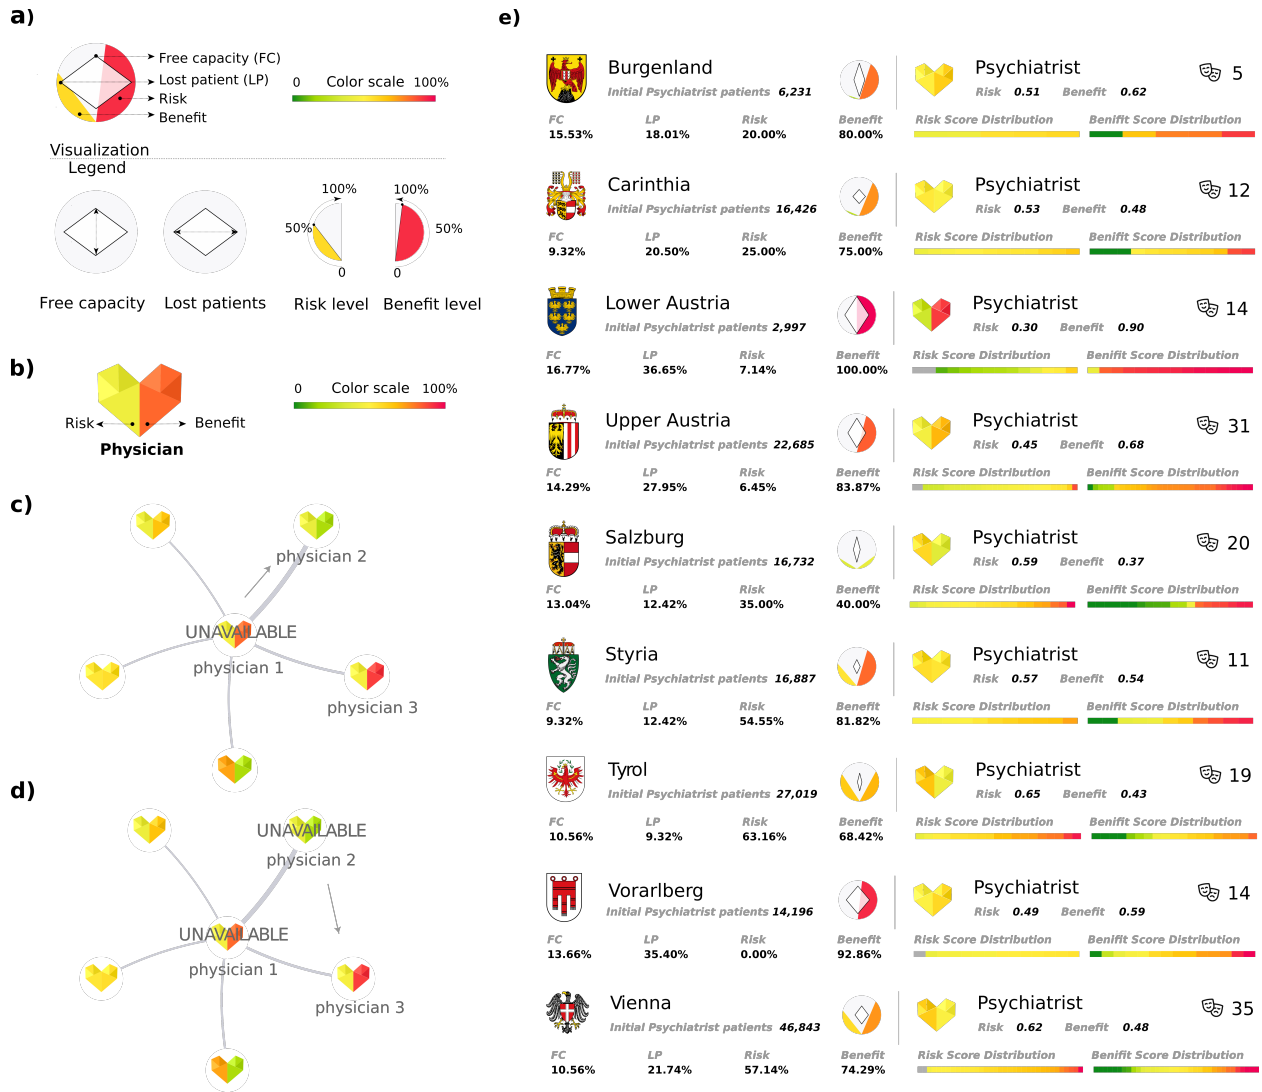 a)
Free capacity (FC)
Lost patient (LP)
Risk
Benefit
0 Color scale 100%
Visualization
Legend
100% 100%
50% 50%
0 0
Free capacity Lost patients Risk level Benefit level
b)
0 Color scale 100%
Risk Benefit
Physician
c)
physician 2
UNAVAILABLE
physician 1
physician 3
d)
UNAVAILABLE
physician 2
UNAVAILABLE
physician 1
physician 3
e)
Burgenland Psychiatrist 5
Initial Psychiatrist patients 6,231 Risk 0.51 Benefit 0.62
FC LP Risk Benefit Risk Score Distribution Benifit Score Distribution
15.53% 18.01% 20.00% 80.00%
Carinthia Psychiatrist 12
Initial Psychiatrist patients 16,426 Risk 0.53 Benefit 0.48
FC LP Risk Benefit Risk Score Distribution Benifit Score Distribution
9.32% 20.50% 25.00% 75.00%
Lower Austria Psychiatrist 14
Initial Psychiatrist patients 2,997 Risk 0.30 Benefit 0.90
FC LP Risk Benefit Risk Score Distribution Benifit Score Distribution
16.77% 36.65% 7.14% 100.00%
Upper Austria Psychiatrist 31
Initial Psychiatrist patients 22,685 Risk 0.45 Benefit 0.68
FC LP Risk Benefit Risk Score Distribution Benifit Score Distribution
14.29% 27.95% 6.45% 83.87%
Salzburg Psychiatrist 20
Initial Psychiatrist patients 16,732 Risk 0.59 Benefit 0.37
FC LP Risk Benefit Risk Score Distribution Benifit Score Distribution
13.04% 12.42% 35.00% 40.00%
Styria Psychiatrist 11
Initial Psychiatrist patients 16,887 Risk 0.57 Benefit 0.54
FC LP Risk Benefit Risk Score Distribution Benifit Score Distribution
9.32% 12.42% 54.55% 81.82%
Tyrol Psychiatrist 19
Initial Psychiatrist patients 27,019 Risk 0.65 Benefit 0.43
FC LP Risk Benefit Risk Score Distribution Benifit Score Distribution
10.56% 9.32% 63.16% 68.42%
Vorarlberg Psychiatrist 14
Initial Psychiatrist patients 14,196 Risk 0.49 Benefit 0.59
FC LP Risk Benefit Risk Score Distribution Benifit Score Distribution
13.66% 35.40% 0.00% 92.86%
Vienna Psychiatrist 35
Initial Psychiatrist patients 46,843 Risk 0.62 Benefit 0.48
FC LP Risk Benefit Risk Score Distribution Benifit Score Distribution
10.56% 21.74% 57.14% 74.29%